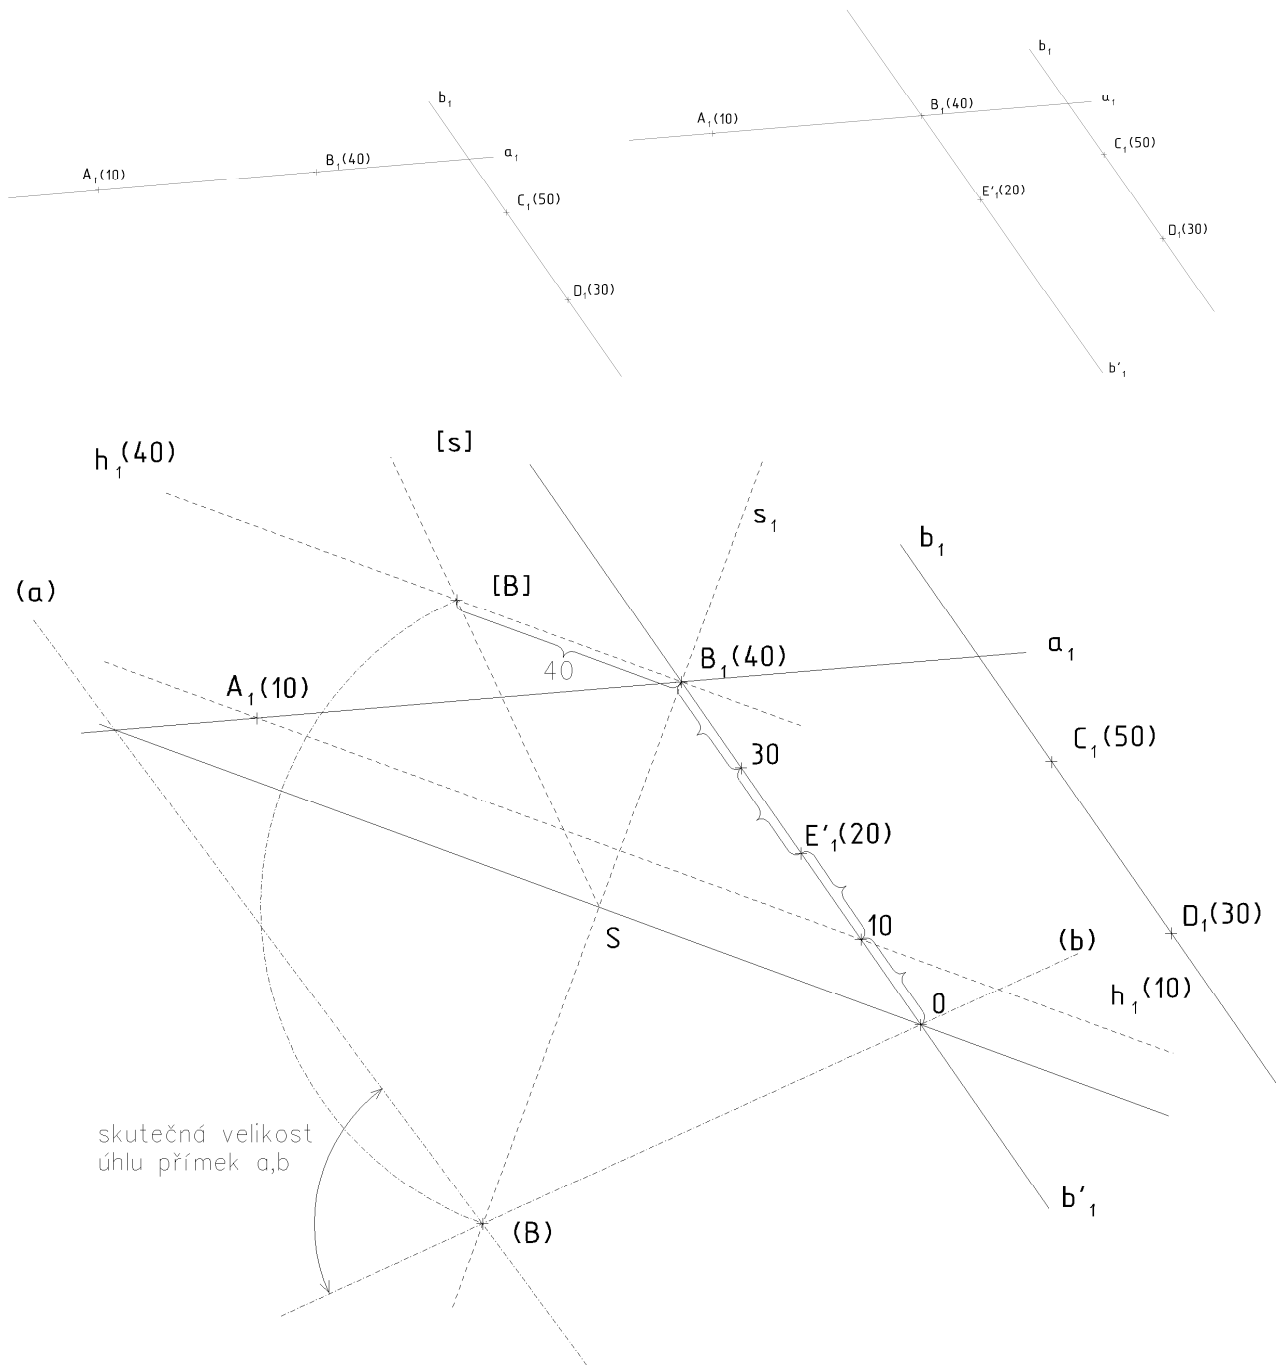 b₁
A₁(10)
B₁(40)
a₁
C₁(50)
D₁(30)
b₁
A₁(10)
B₁(40)
a₁
C₁(50)
E'₁(20)
D₁(30)
b'₁
h₁(40)
[s]
s₁
b₁
(a)
[B]
40
B₁(40)
a₁
A₁(10)
30
C₁(50)
E'₁(20)
10
D₁(30)
S
(b)
0
h₁(10)
skutečná velikost
úhlu přímek a,b
(B)
b'₁